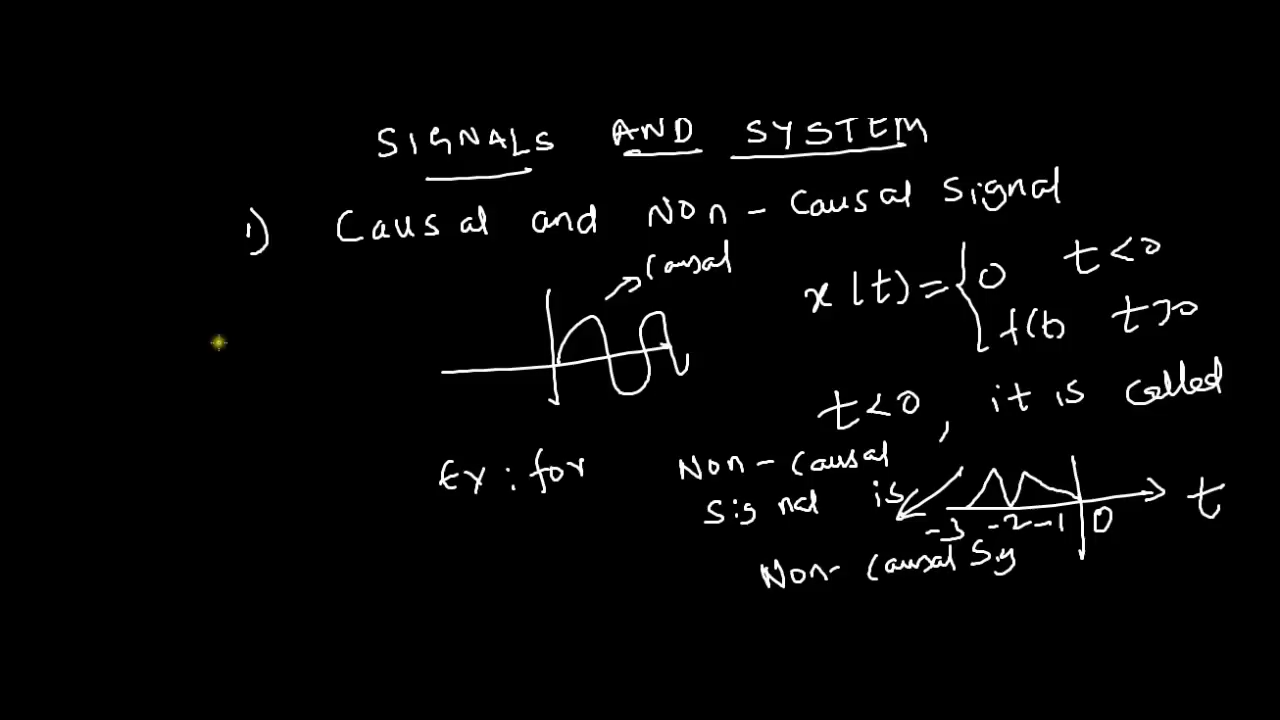 SIGNALS AND SYSTEM
1) Causal and Non - Causal Signal
Causal
x(t) = { 0 t<0
f(t) t>0
t<0, it is called
Ex : for Non - causal
Signal is
t
-3 -2 -1 0
Non- Causal Sig